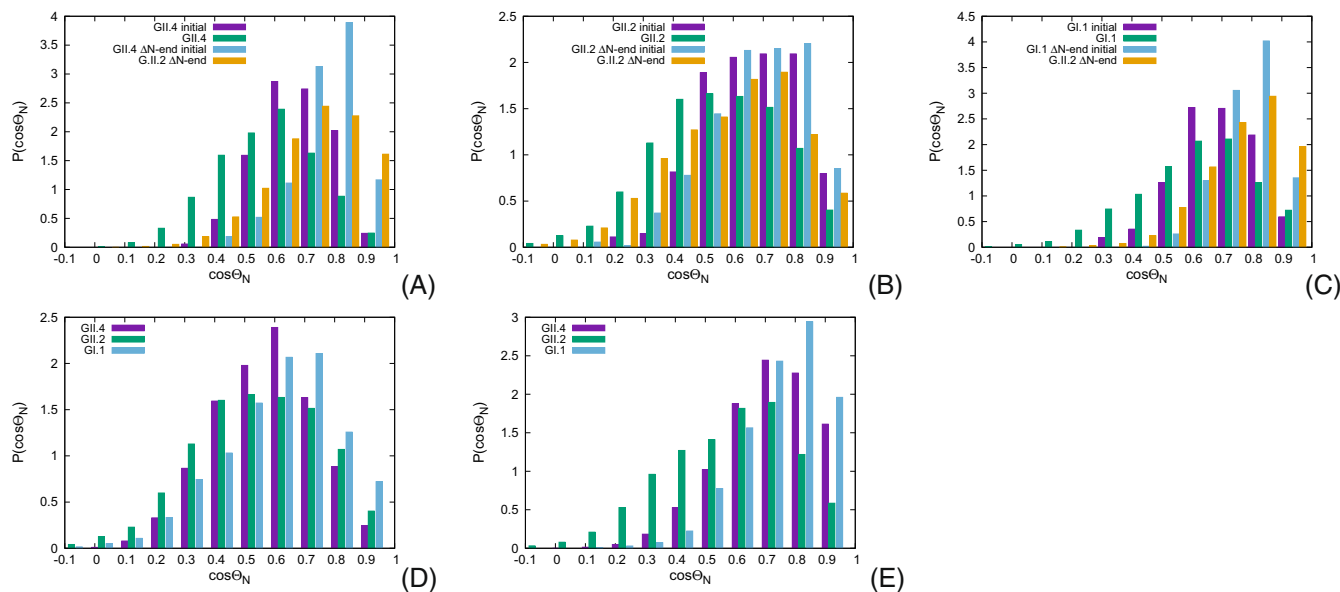 GII.4 initial
GII.4
GII.4 ΔN-end initial
G.II.2 ΔN-end
P(cosΘN)
4
3.5
3
2.5
2
1.5
1
0.5
0
-0.1 0 0.1 0.2 0.3 0.4 0.5 0.6 0.7 0.8 0.9 1
cosΘN
(A)
GII.2 initial
GII.2
GII.2 ΔN-end initial
G.II.2 ΔN-end
P(cosΘN)
2.5
2
1.5
1
0.5
0
-0.1 0 0.1 0.2 0.3 0.4 0.5 0.6 0.7 0.8 0.9 1
cosΘN
(B)
GI.1 initial
GI.1
GI.1 ΔN-end initial
G.II.2 ΔN-end
P(cosΘN)
4.5
4
3.5
3
2.5
2
1.5
1
0.5
0
-0.1 0 0.1 0.2 0.3 0.4 0.5 0.6 0.7 0.8 0.9 1
cosΘN
(C)
GII.4
GII.2
GI.1
P(cosΘN)
2.5
2
1.5
1
0.5
0
-0.1 0 0.1 0.2 0.3 0.4 0.5 0.6 0.7 0.8 0.9 1
cosΘN
(D)
GII.4
GII.2
GI.1
P(cosΘN)
3
2.5
2
1.5
1
0.5
0
-0.1 0 0.1 0.2 0.3 0.4 0.5 0.6 0.7 0.8 0.9 1
cosΘN
(E)